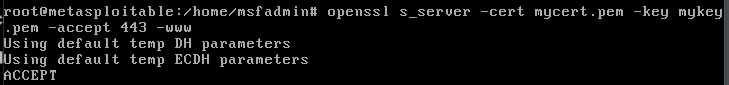 root@metasploitable:/home/msfadmin# openssl s_server -cert mycert.pem -key mykey
.pem -accept 443 -www
Using default temp DH parameters
Using default temp ECDH parameters
ACCEPT